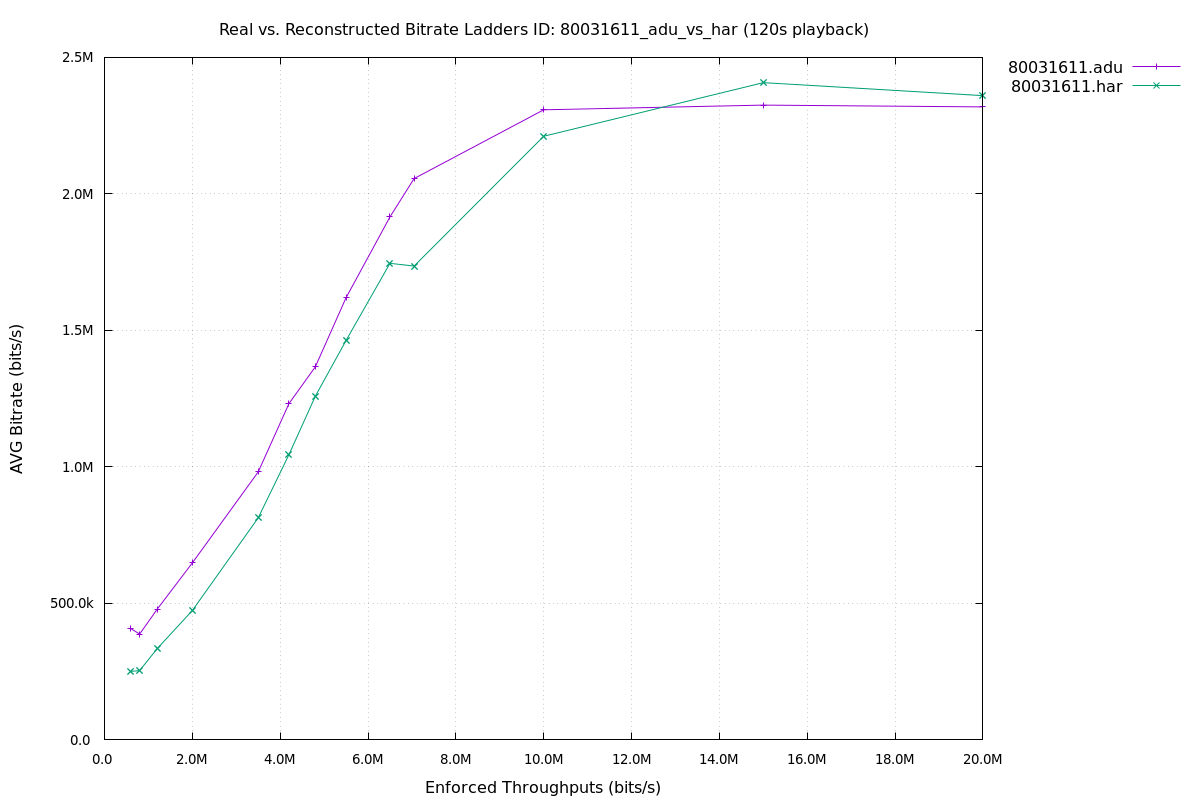 Real vs. Reconstructed Bitrate Ladders ID: 80031611_adu_vs_har (120s playback)
80031611.adu
80031611.har
2.5M
2.0M
1.5M
1.0M
500.0k
0.0
AVG Bitrate (bits/s)
0.0 2.0M 4.0M 6.0M 8.0M 10.0M 12.0M 14.0M 16.0M 18.0M 20.0M
Enforced Throughputs (bits/s)